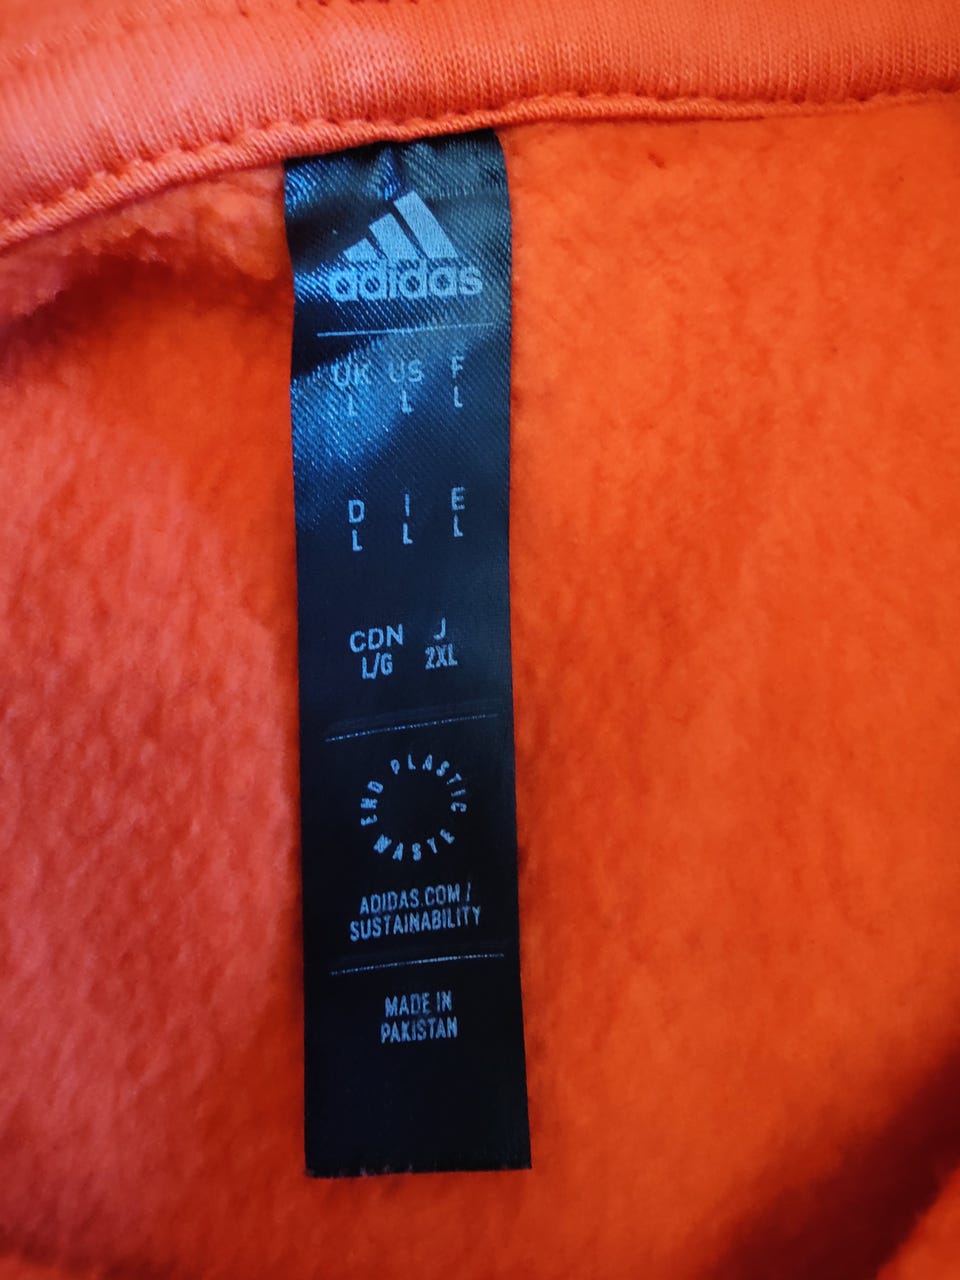 adidas
UK US F
L L L
D I E
L L L
CDN J
L/G 2XL
END PLASTIC WASTE
ADIDAS.COM/
SUSTAINABILITY
MADE IN
PAKISTAN